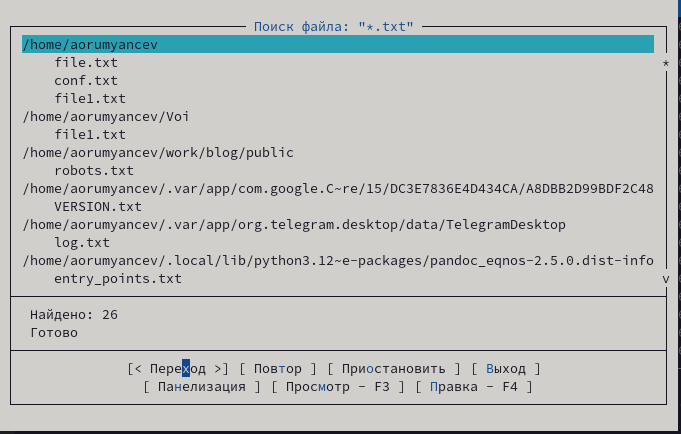 Поиск файла: "*.txt"
/home/aorumyancev
file.txt
conf.txt
file1.txt
/home/aorumyancev/Voi
file1.txt
/home/aorumyancev/work/blog/public
robots.txt
/home/aorumyancev/.var/app/com.google.C~re/15/DC3E7836E4D434CA/A8DBB2D99BDF2C48
VERSION.txt
/home/aorumyancev/.var/app/org.telegram.desktop/data/TelegramDesktop
log.txt
/home/aorumyancev/.local/lib/python3.12~e-packages/pandoc_eqnos-2.5.0.dist-info
entry_points.txt
Найдено: 26
Готово
[< Переход >] [ Повтор ] [ Приостановить ] [ Выход ]
[ Панелизация ] [ Просмотр - F3 ] [ Правка - F4 ]